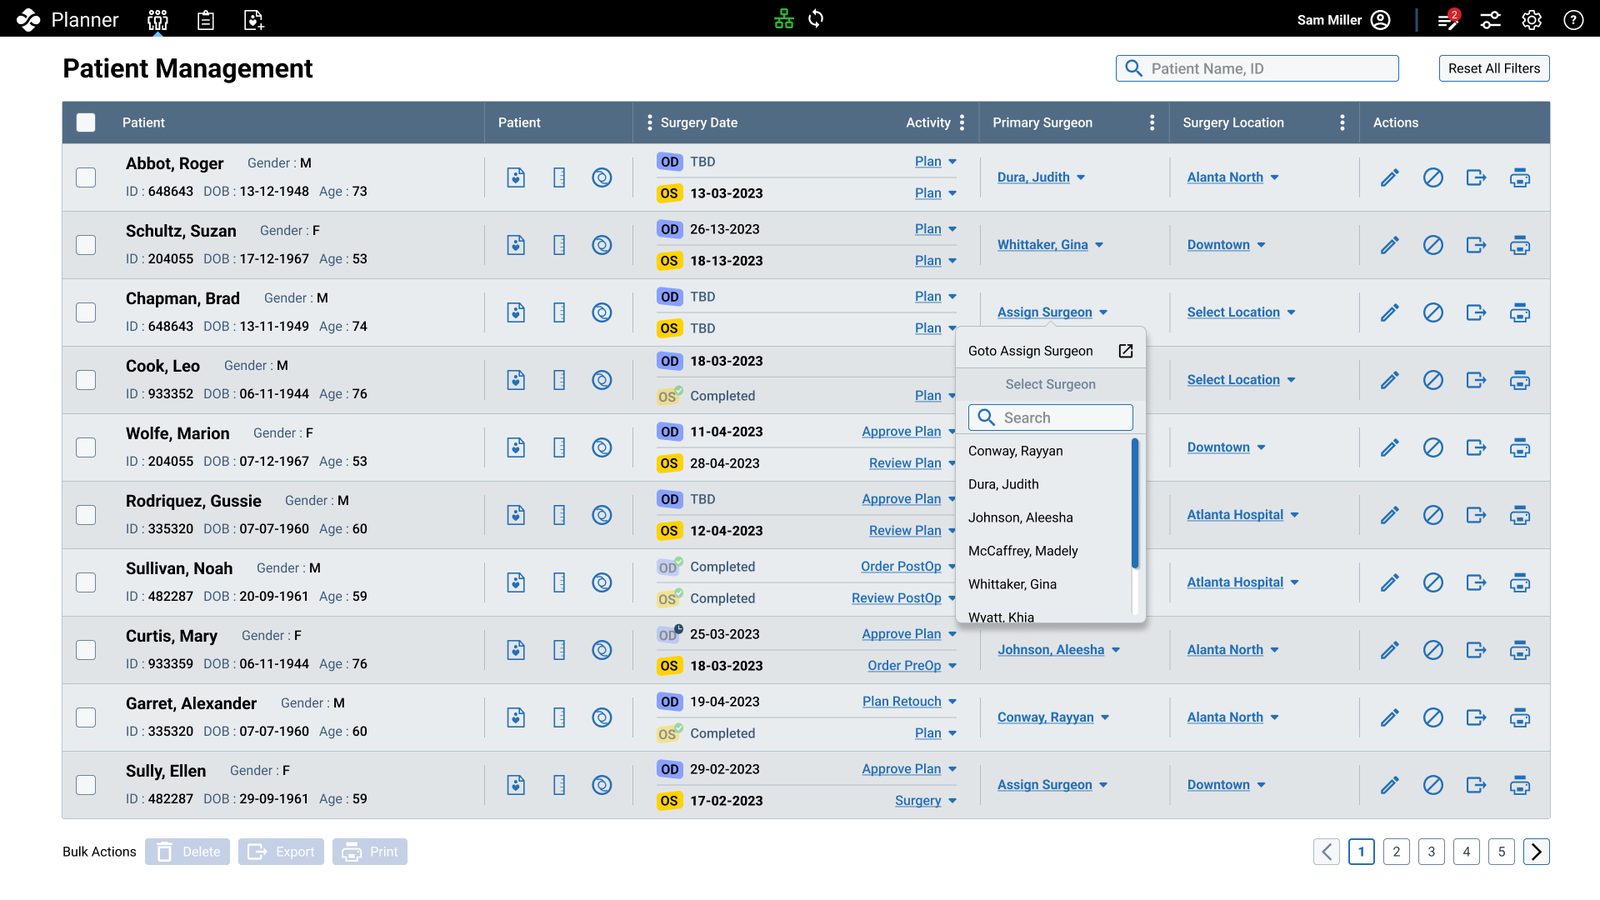 Planner
Sam Miller
2
Patient Management
Patient Name, ID
Reset All Filters
Patient Patient Surgery Date Activity Primary Surgeon Surgery Location Actions
Abbot, Roger Gender : M
ID : 648643 DOB : 13-12-1948 Age : 73
OD TBD Plan
OS 13-03-2023 Plan
Dura, Judith Alanta North
Schultz, Suzan Gender : F
ID : 204055 DOB : 17-12-1967 Age : 53
OD 26-13-2023 Plan
OS 18-13-2023 Plan
Whittaker, Gina Downtown
Chapman, Brad Gender : M
ID : 648643 DOB : 13-11-1949 Age : 74
OD TBD Plan
OS TBD Plan
Assign Surgeon Select Location
Goto Assign Surgeon
Select Surgeon
Search
Conway, Rayyan
Dura, Judith
Johnson, Aleesha
McCaffrey, Madely
Whittaker, Gina
Wyatt, Khia
Cook, Leo Gender : M
ID : 933352 DOB : 06-11-1944 Age : 76
OD 18-03-2023
OS Completed Plan
Select Location
Wolfe, Marion Gender : F
ID : 204055 DOB : 07-12-1967 Age : 53
OD 11-04-2023 Approve Plan
OS 28-04-2023 Review Plan
Downtown
Rodriquez, Gussie Gender : M
ID : 335320 DOB : 07-07-1960 Age : 60
OD TBD Approve Plan
OS 12-04-2023 Review Plan
Atlanta Hospital
Sullivan, Noah Gender : M
ID : 482287 DOB : 20-09-1961 Age : 59
OD Completed Order PostOp
OS Completed Review PostOp
Atlanta Hospital
Curtis, Mary Gender : F
ID : 933359 DOB : 06-11-1944 Age : 76
OD 25-03-2023 Approve Plan
OS 18-03-2023 Order PreOp
Johnson, Aleesha Alanta North
Garret, Alexander Gender : M
ID : 335320 DOB : 07-07-1960 Age : 60
OD 19-04-2023 Plan Retouch
OS Completed Plan
Conway, Rayyan Alanta North
Sully, Ellen Gender : F
ID : 482287 DOB : 29-09-1961 Age : 59
OD 29-02-2023 Approve Plan
OS 17-02-2023 Surgery
Assign Surgeon Downtown
Bulk Actions Delete Export Print
1 2 3 4 5